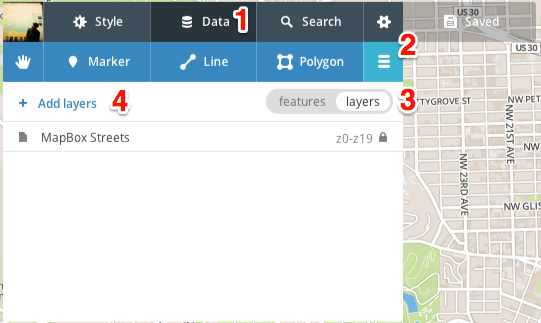 Style
Data
1
Search
US 30
Saved
US 30
Marker
Line
Polygon
2
+ Add layers
4
features
layers
3
TTYGROVE ST
NW PET
MapBox Streets
z0-z19
NW 23RD AVE
NW 21ST AVE
NW GLIS